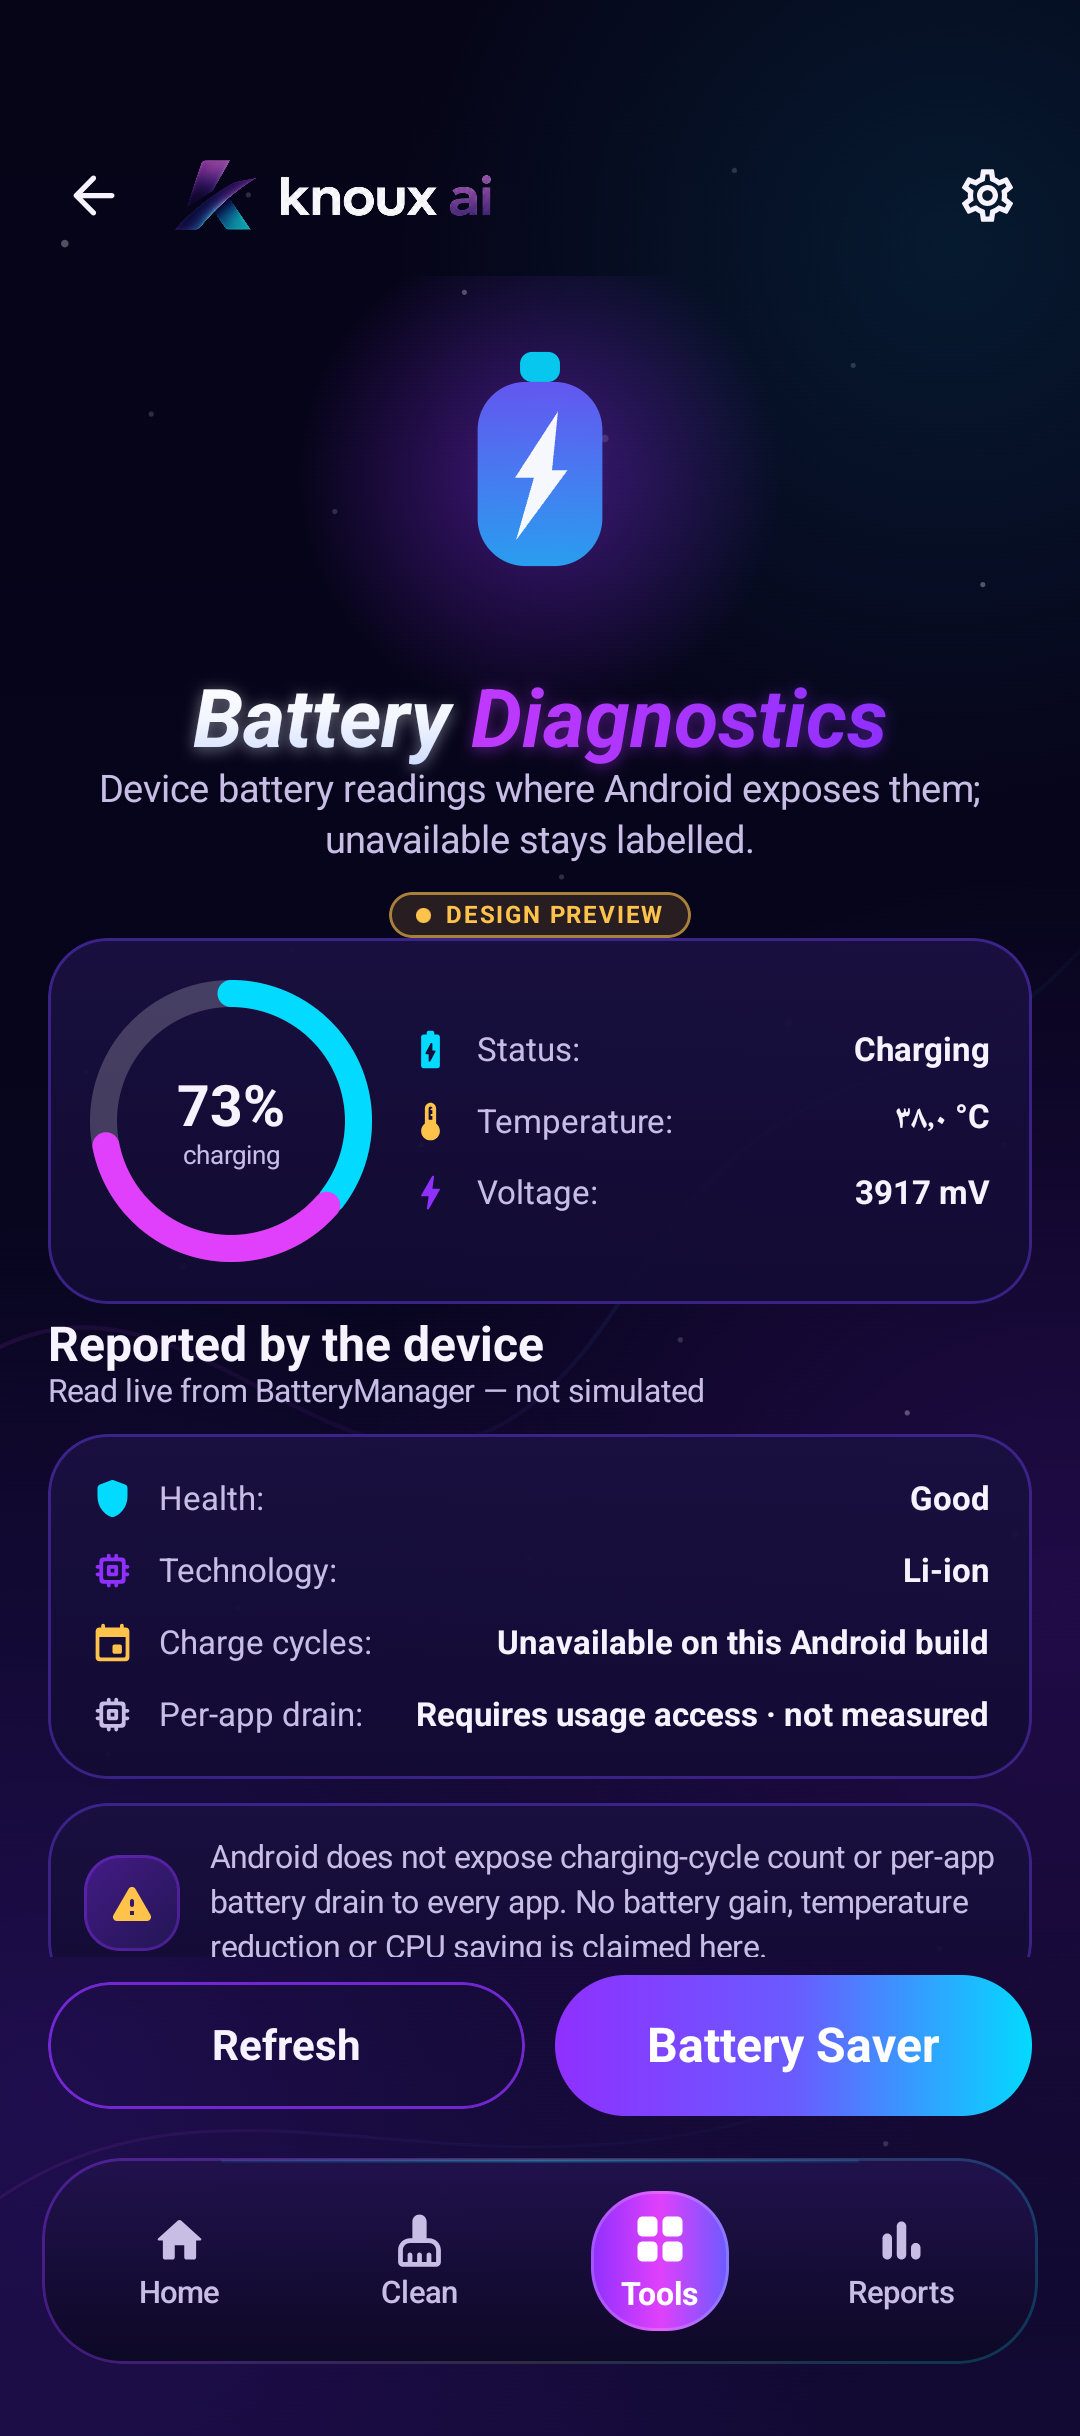 knoux ai
Battery Diagnostics
Device battery readings where Android exposes them;
unavailable stays labelled.
DESIGN PREVIEW
73%
charging
Status: Charging
Temperature: ٣٨,٠ °C
Voltage: 3917 mV
Reported by the device
Read live from BatteryManager — not simulated
Health: Good
Technology: Li-ion
Charge cycles: Unavailable on this Android build
Per-app drain: Requires usage access · not measured
Android does not expose charging-cycle count or per-app
battery drain to every app. No battery gain, temperature
reduction or CPU saving is claimed here.
Refresh
Battery Saver
Home
Clean
Tools
Reports